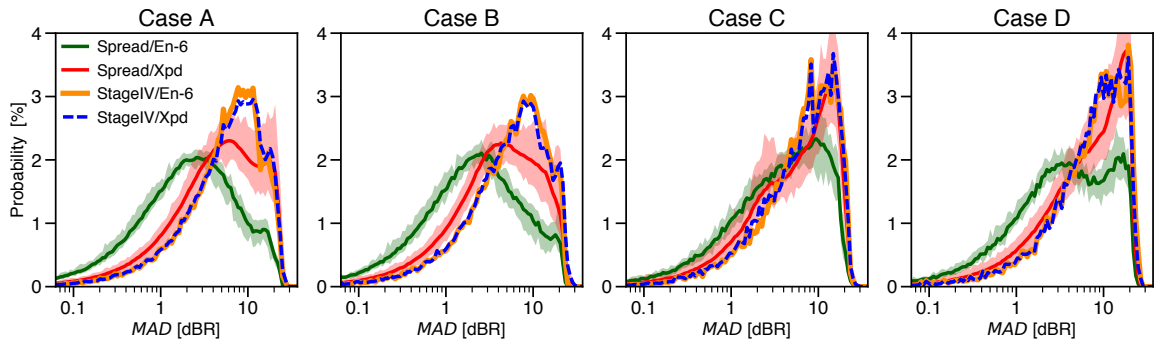 Case A
Case B
Case C
Case D
Probability [%]
4
3
2
1
0
Spread/En-6
Spread/Xpd
StageIV/En-6
StageIV/Xpd
0.1 1 10
MAD [dBR]
4
3
2
1
0
0.1 1 10
MAD [dBR]
4
3
2
1
0
0.1 1 10
MAD [dBR]
4
3
2
1
0
0.1 1 10
MAD [dBR]